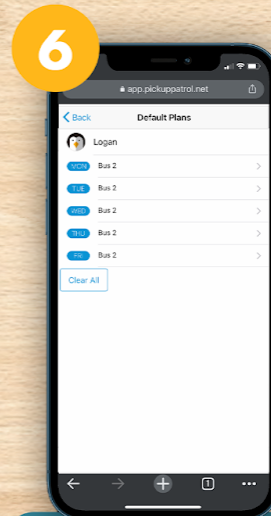 6
app.pickuppatrol.net
Back Default Plans
Logan
MON Bus 2
TUE Bus 2
WED Bus 2
THU Bus 2
FRI Bus 2
Clear All
1